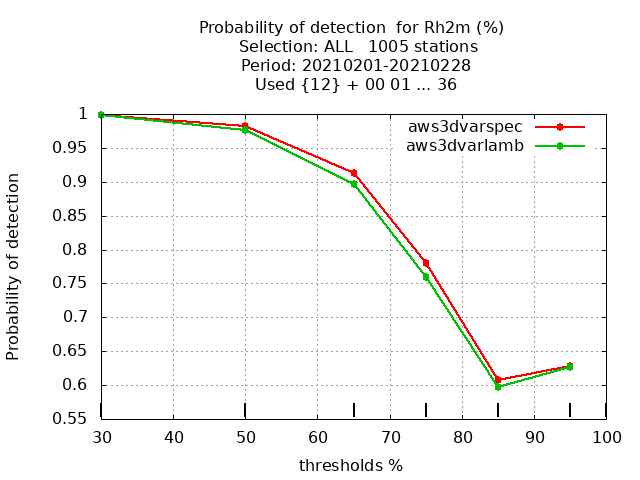 Probability of detection  for Rh2m (%)
Selection: ALL   1005 stations
Period: 20210201-20210228
Used {12} + 00 01 ... 36
aws3dvarspec
aws3dvarlamb
Probability of detection
1
0.95
0.9
0.85
0.8
0.75
0.7
0.65
0.6
0.55
30 40 50 60 70 80 90 100
thresholds %